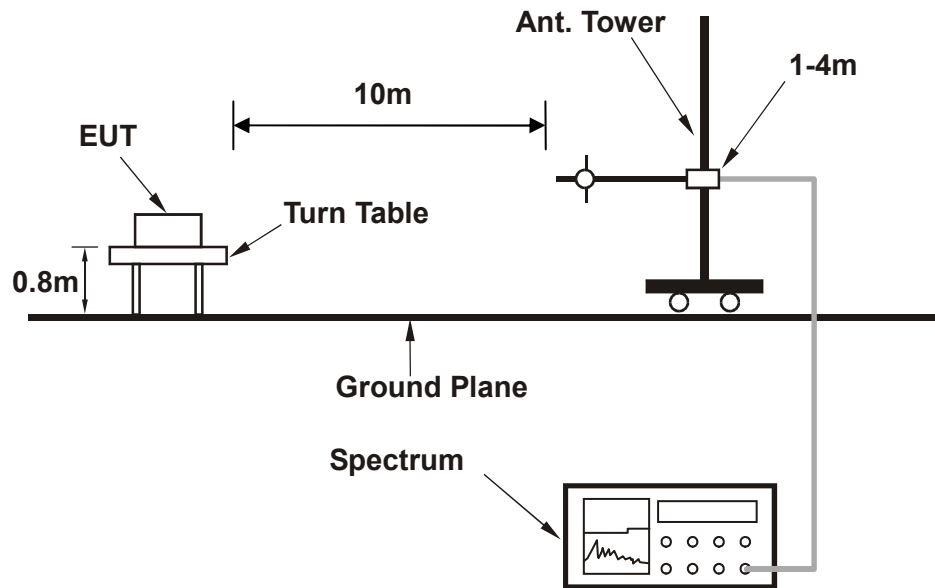 Ant. Tower
1-4m
10m
EUT
Turn Table
0.8m
Ground Plane
Spectrum